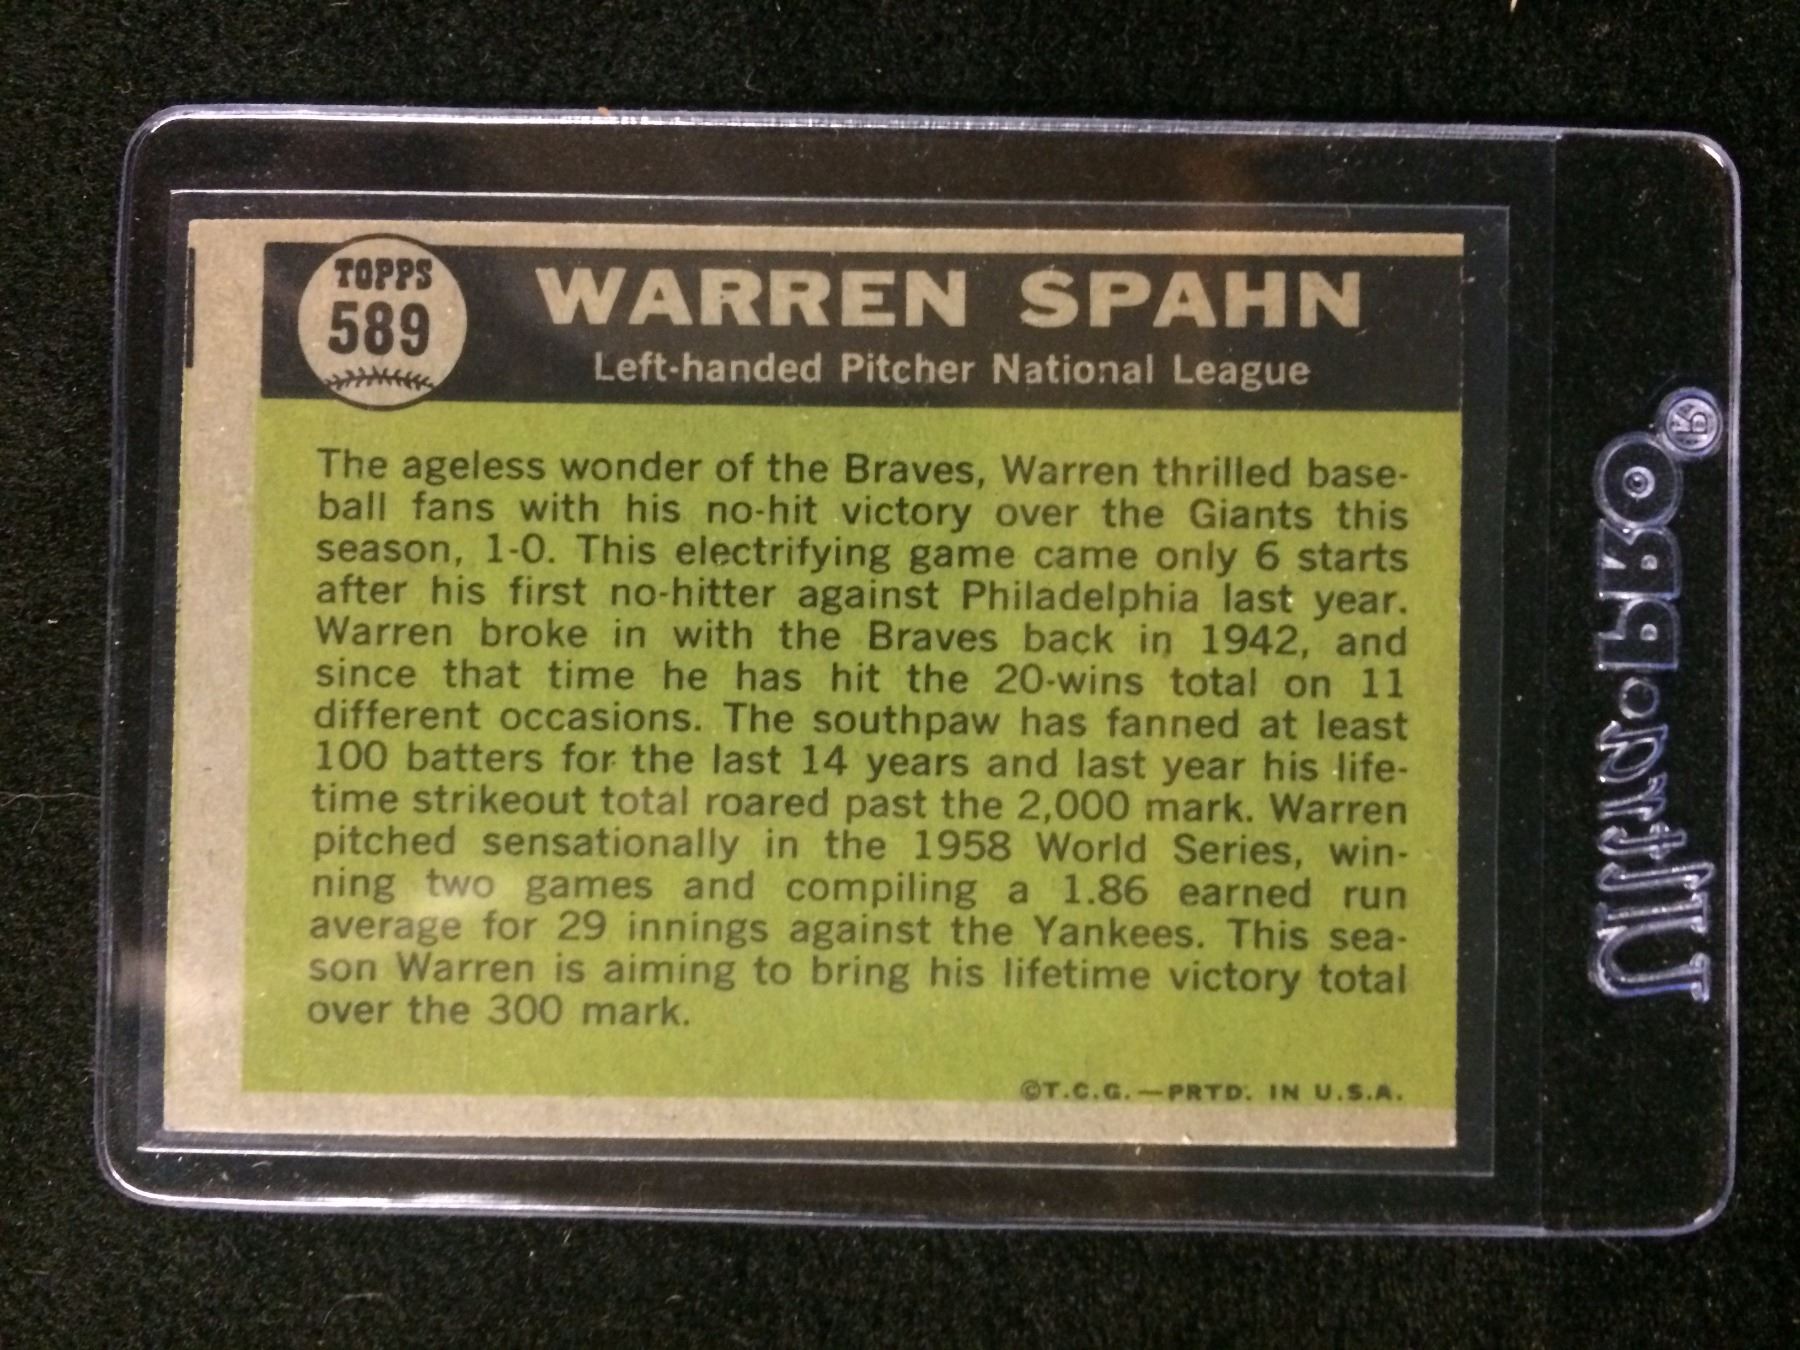 TOPPS
589
WARREN SPAHN
Left-handed Pitcher National League
The ageless wonder of the Braves, Warren thrilled base-
ball fans with his no-hit victory over the Giants this
season, 1-0. This electrifying game came only 6 starts
after his first no-hitter against Philadelphia last year.
Warren broke in with the Braves back in 1942, and
since that time he has hit the 20-wins total on 11
different occasions. The southpaw has fanned at least
100 batters for the last 14 years and last year his life-
time strikeout total roared past the 2,000 mark. Warren
pitched sensationally in the 1958 World Series, win-
ning two games and compiling a 1.86 earned run
average for 29 innings against the Yankees. This sea-
son Warren is aiming to bring his lifetime victory total
over the 300 mark.
©T.C.G.—PRTD. IN U.S.A.
Ultra•PRO®